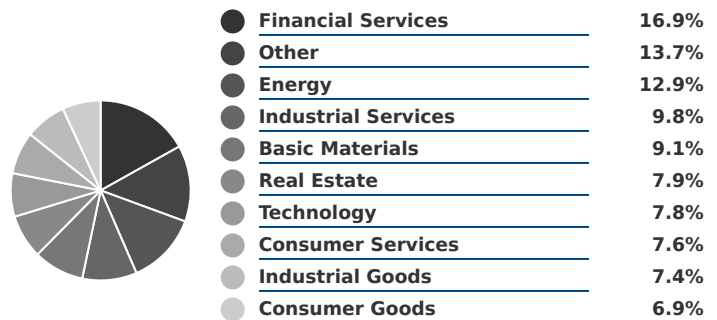 Financial Services 16.9%
Other 13.7%
Energy 12.9%
Industrial Services 9.8%
Basic Materials 9.1%
Real Estate 7.9%
Technology 7.8%
Consumer Services 7.6%
Industrial Goods 7.4%
Consumer Goods 6.9%